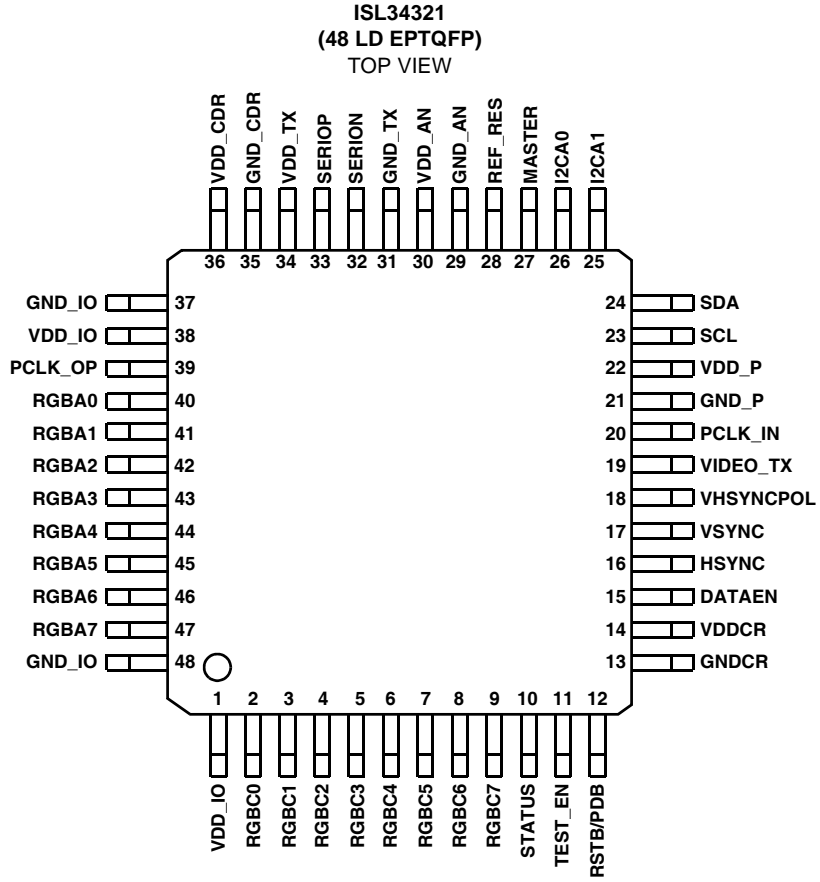 ISL34321
(48 LD EPTQFP)
TOP VIEW
VDD_CDR
GND_CDR
VDD_TX
SERIOP
SERION
GND_TX
VDD_AN
GND_AN
REF_RES
MASTER
I2CA0
I2CA1
36 35 34 33 32 31 30 29 28 27 26 25
GND_IO 37 24 SDA
VDD_IO 38 23 SCL
PCLK_OP 39 22 VDD_P
RGBA0 40 21 GND_P
RGBA1 41 20 PCLK_IN
RGBA2 42 19 VIDEO_TX
RGBA3 43 18 VHSYNCPOL
RGBA4 44 17 VSYNC
RGBA5 45 16 HSYNC
RGBA6 46 15 DATAEN
RGBA7 47 14 VDDCR
GND_IO 48 13 GNDCR
1 2 3 4 5 6 7 8 9 10 11 12
VDD_IO
RGBC0
RGBC1
RGBC2
RGBC3
RGBC4
RGBC5
RGBC6
RGBC7
STATUS
TEST_EN
RSTB/PDB